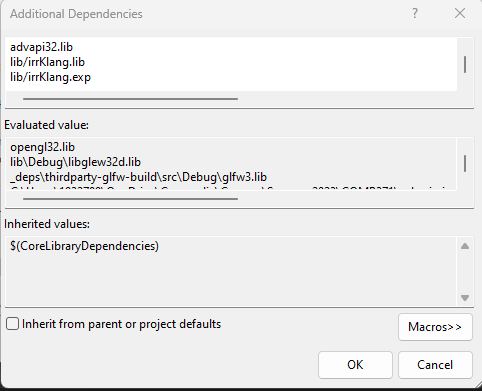 Additional Dependencies
?
advapi32.lib
lib/irrKlang.lib
lib/irrKlang.exp
Evaluated value:
opengl32.lib
lib\Debug\libglew32d.lib
_deps\thirdparty-glfw-build\src\Debug\glfw3.lib
Inherited values:
$(CoreLibraryDependencies)
Inherit from parent or project defaults
Macros>>
OK
Cancel